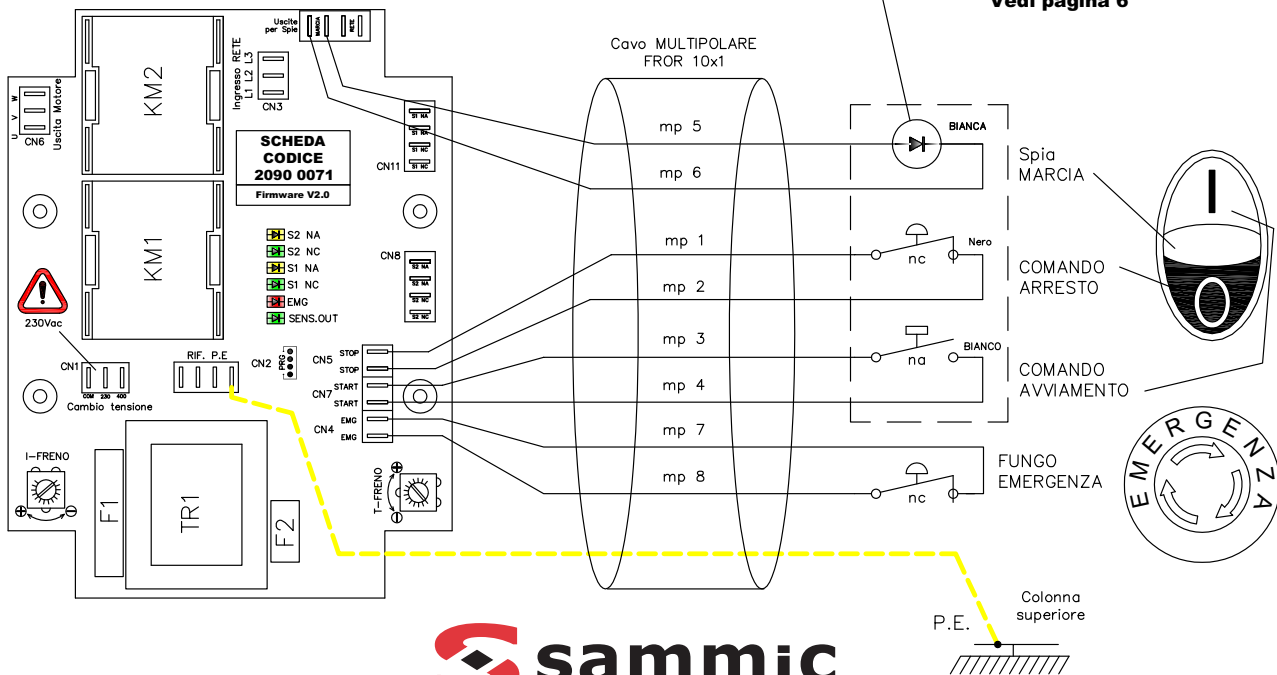 Vedi pagina 6
Uscite
per Spie
MARCIA
RETE
Cavo MULTIPOLARE
FROR 10x1
KM2
Ingresso RETE
L1 L2 L3
CN3
U V W
CN6
Uscita Motore
SCHEDA
CODICE
2090 0071
Firmware V2.0
S1 NA
S1 NA
S1 NC
S1 NC
CN11
mp 5
BIANCA
mp 6
Spia
MARCIA
KM1
S2 NA
S2 NC
S1 NA
S1 NC
EMG
SENS.OUT
CN8
S2 NA
S2 NA
S2 NC
S2 NC
mp 1
Nero
nc
mp 2
COMANDO
ARRESTO
230Vac
CN1
COM 230 400
Cambio tensione
RIF. P.E
CN2
PRG
CN5
STOP
STOP
CN7
START
START
CN4
EMG
EMG
mp 3
BIANCO
na
mp 4
COMANDO
AVVIAMENTO
mp 7
mp 8
nc
FUNGO
EMERGENZA
EMERGENZA
I-FRENO
F1
TR1
F2
T-FRENO
Colonna
superiore
P.E.
sammic